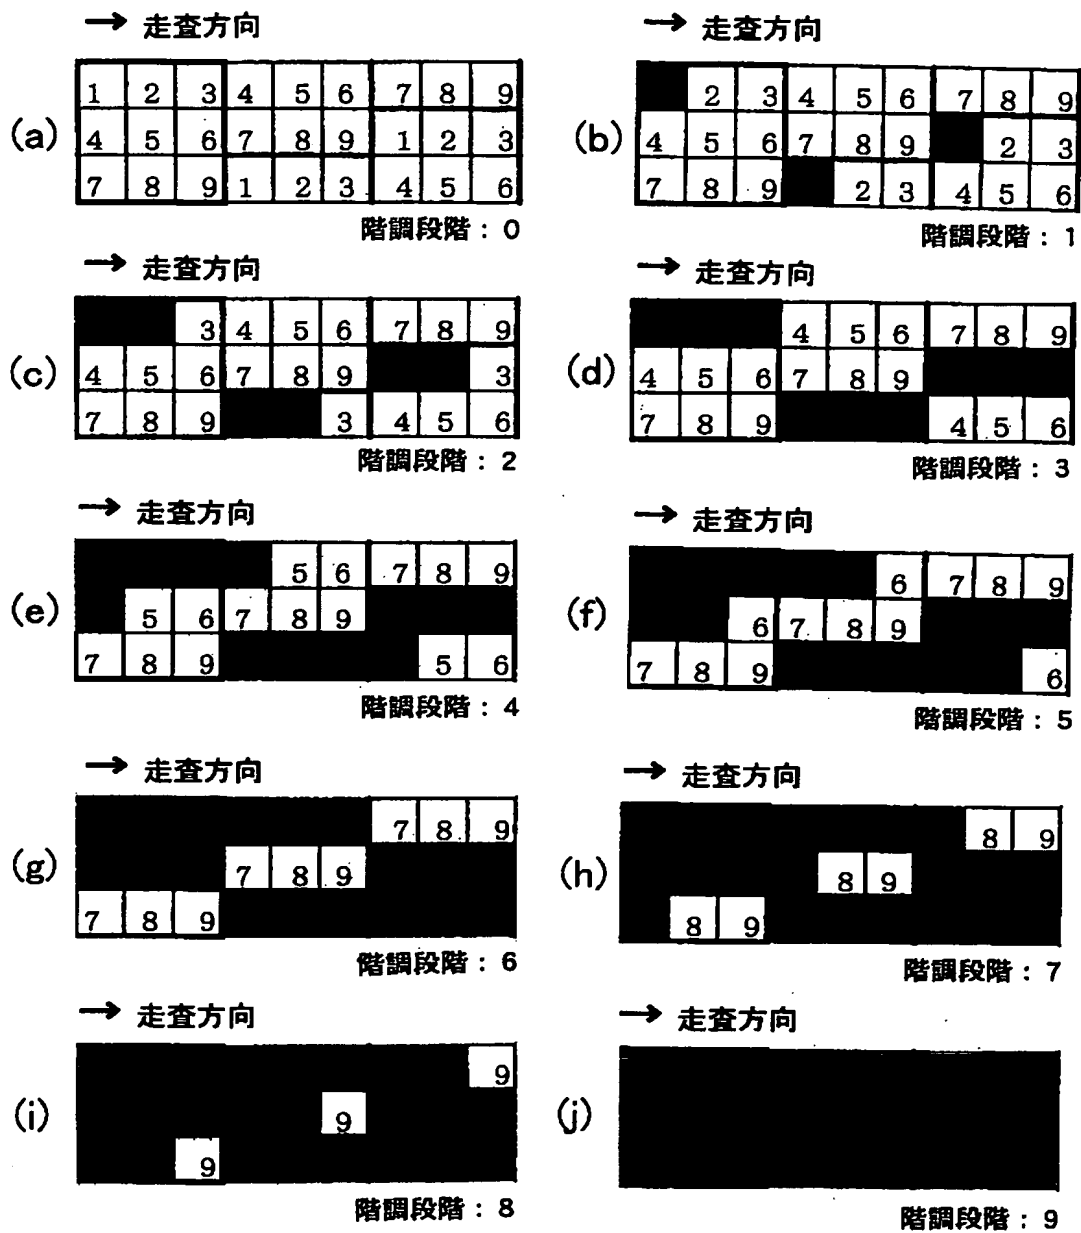 → 走査方向
(a)
1 2 3 4 5 6 7 8 9
4 5 6 7 8 9 1 2 3
7 8 9 1 2 3 4 5 6
階調段階：0
→ 走査方向
(b)
2 3 4 5 6 7 8 9
4 5 6 7 8 9 2 3
7 8 9 2 3 4 5 6
階調段階：1
→ 走査方向
(c)
3 4 5 6 7 8 9
4 5 6 7 8 9 3
7 8 9 3 4 5 6
階調段階：2
→ 走査方向
(d)
4 5 6 7 8 9
4 5 6 7 8 9
7 8 9 4 5 6
階調段階：3
→ 走査方向
(e)
5 6 7 8 9
5 6 7 8 9
7 8 9 5 6
階調段階：4
→ 走査方向
(f)
6 7 8 9
6 7 8 9
7 8 9 6
階調段階：5
→ 走査方向
(g)
7 8 9
7 8 9
7 8 9
階調段階：6
→ 走査方向
(h)
8 9
8 9
8 9
階調段階：7
→ 走査方向
(i)
9
9
9
階調段階：8
→ 走査方向
(j)
階調段階：9